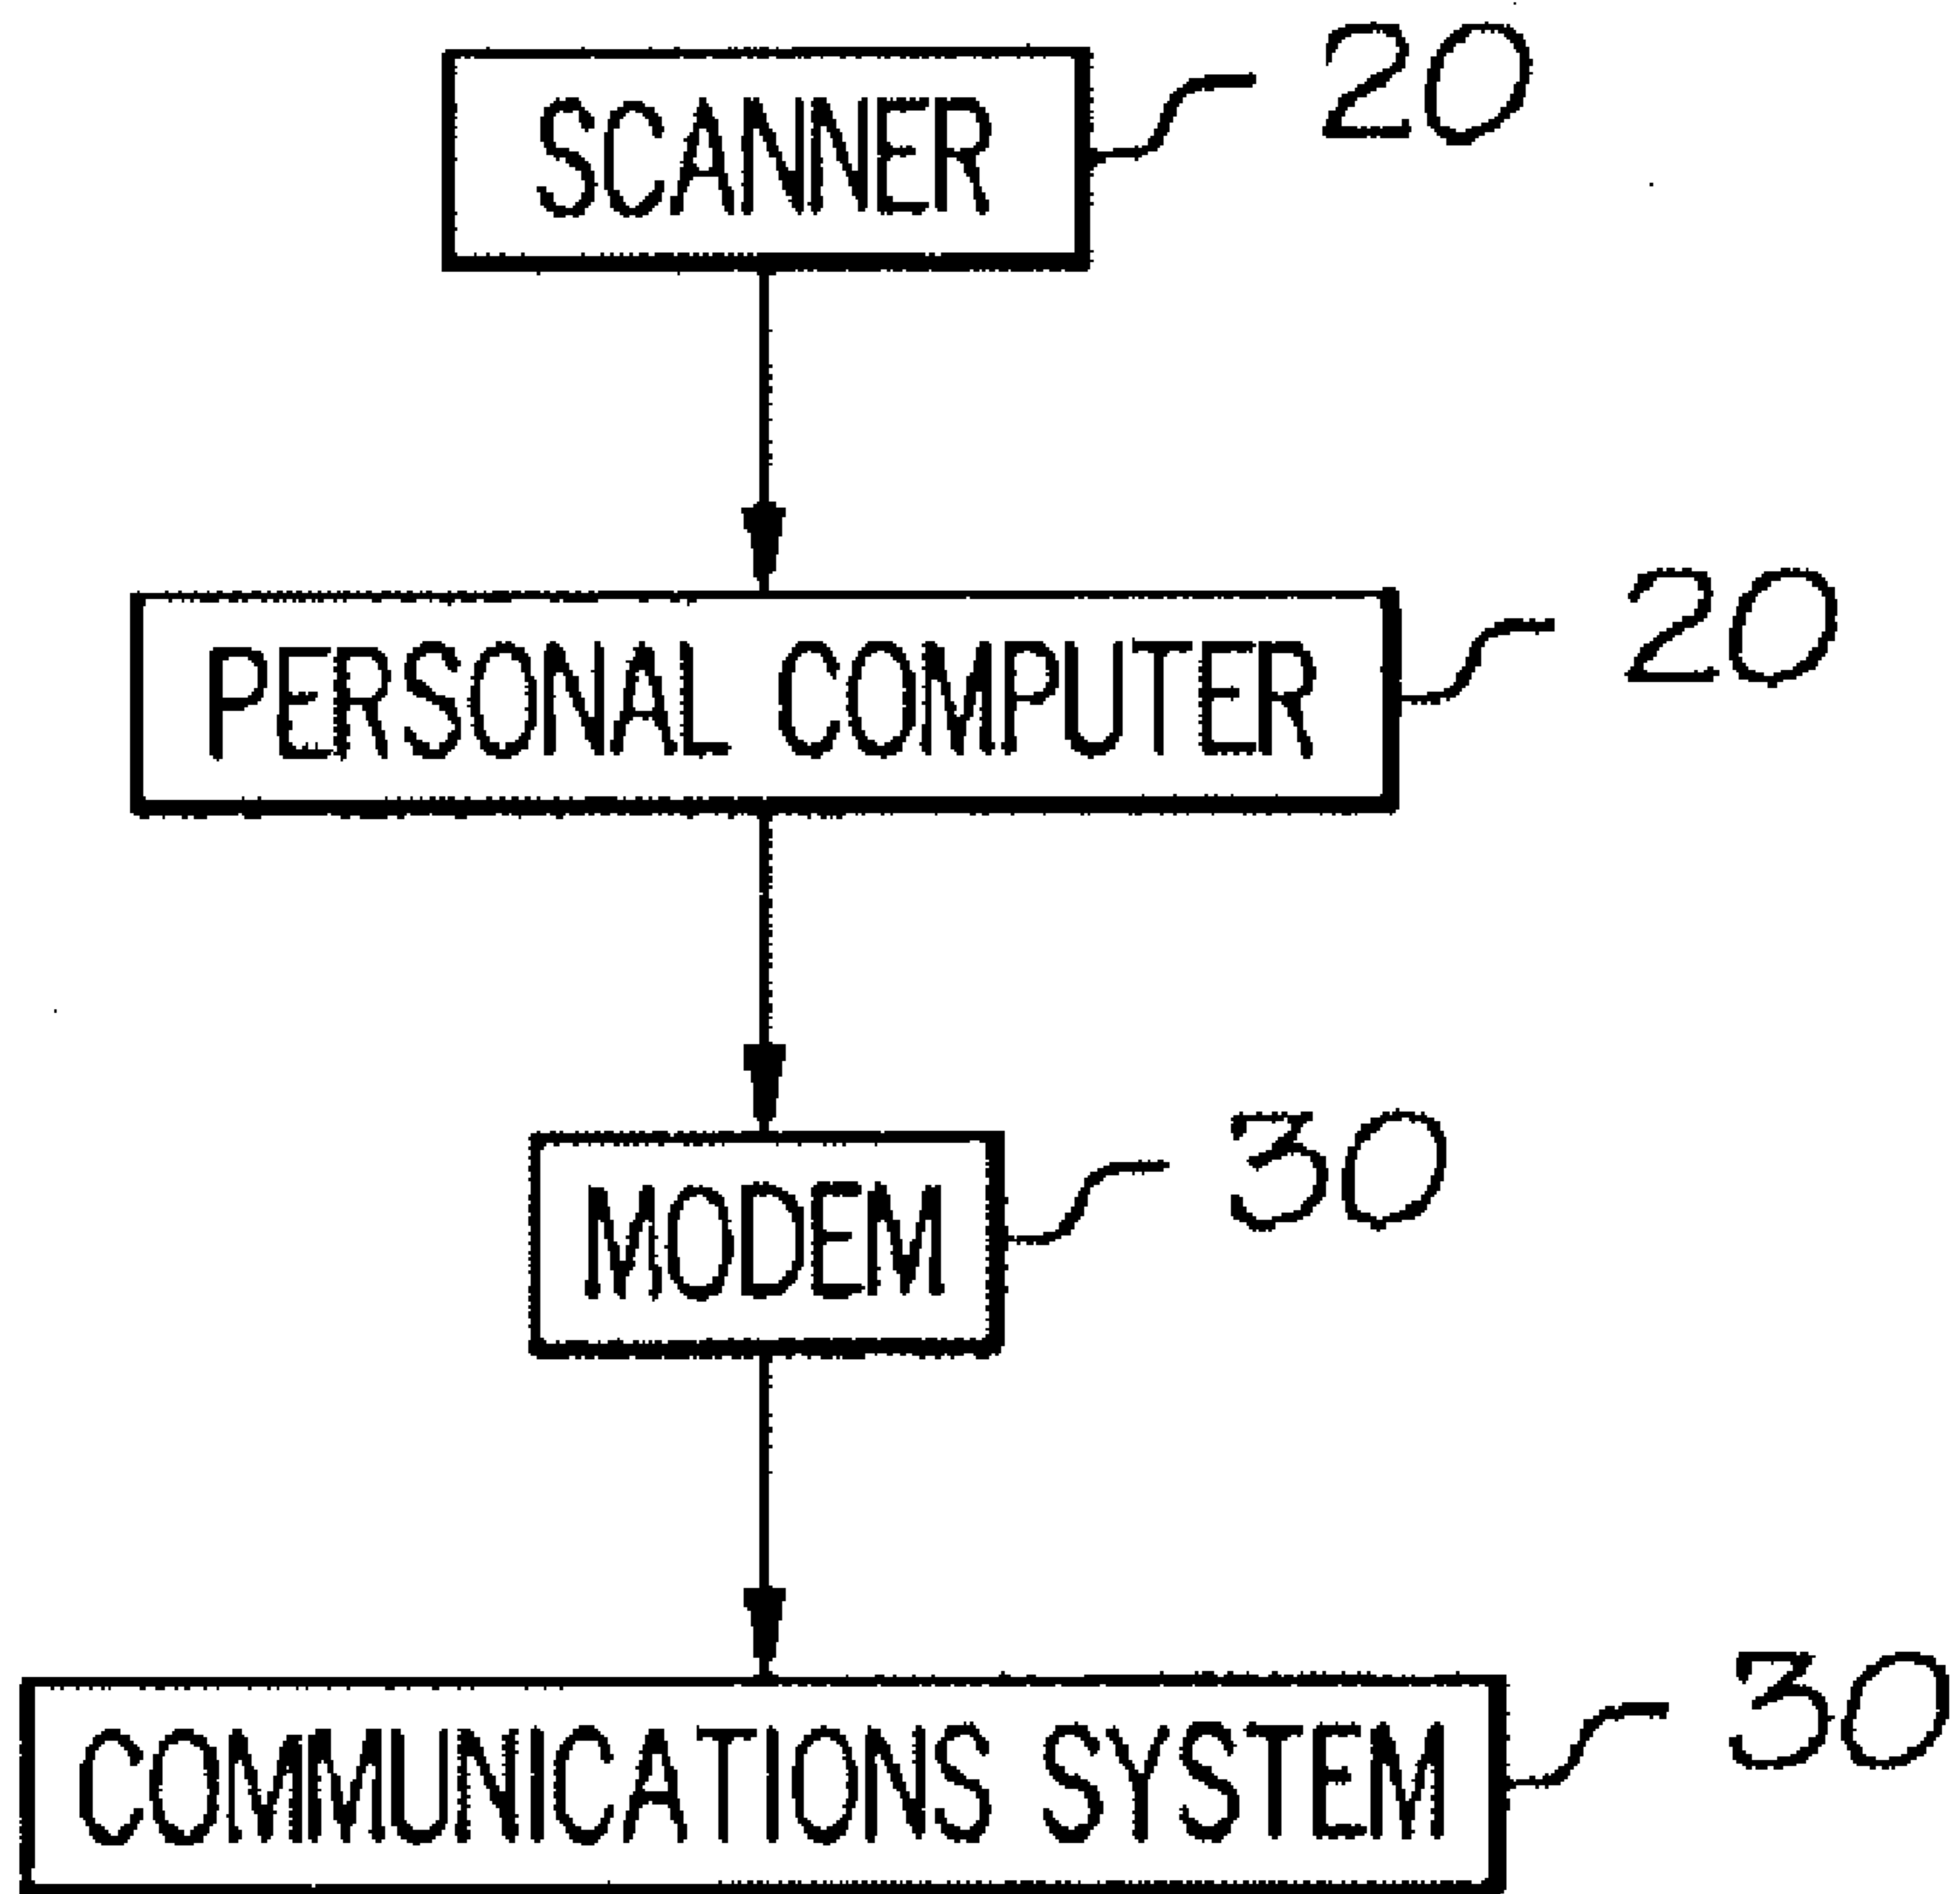 SCANNER 20
PERSONAL COMPUTER 20
MODEM 30
COMMUNICATIONS SYSTEM 30